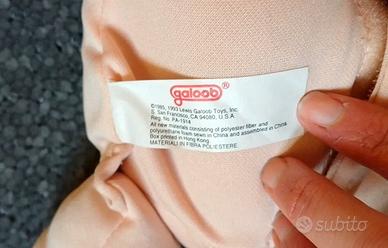 galoob®
©1985, 1993 Lewis Galoob Toys, Inc.
S. San Francisco, CA 94080, U.S.A.
Reg. No. PA-1914
All new materials consisting of polyester fiber and
polyurethane foam sewn in China and assembled in China.
Box printed in Hong Kong
MATERIALI IN FIBRA POLIESTERE
subito